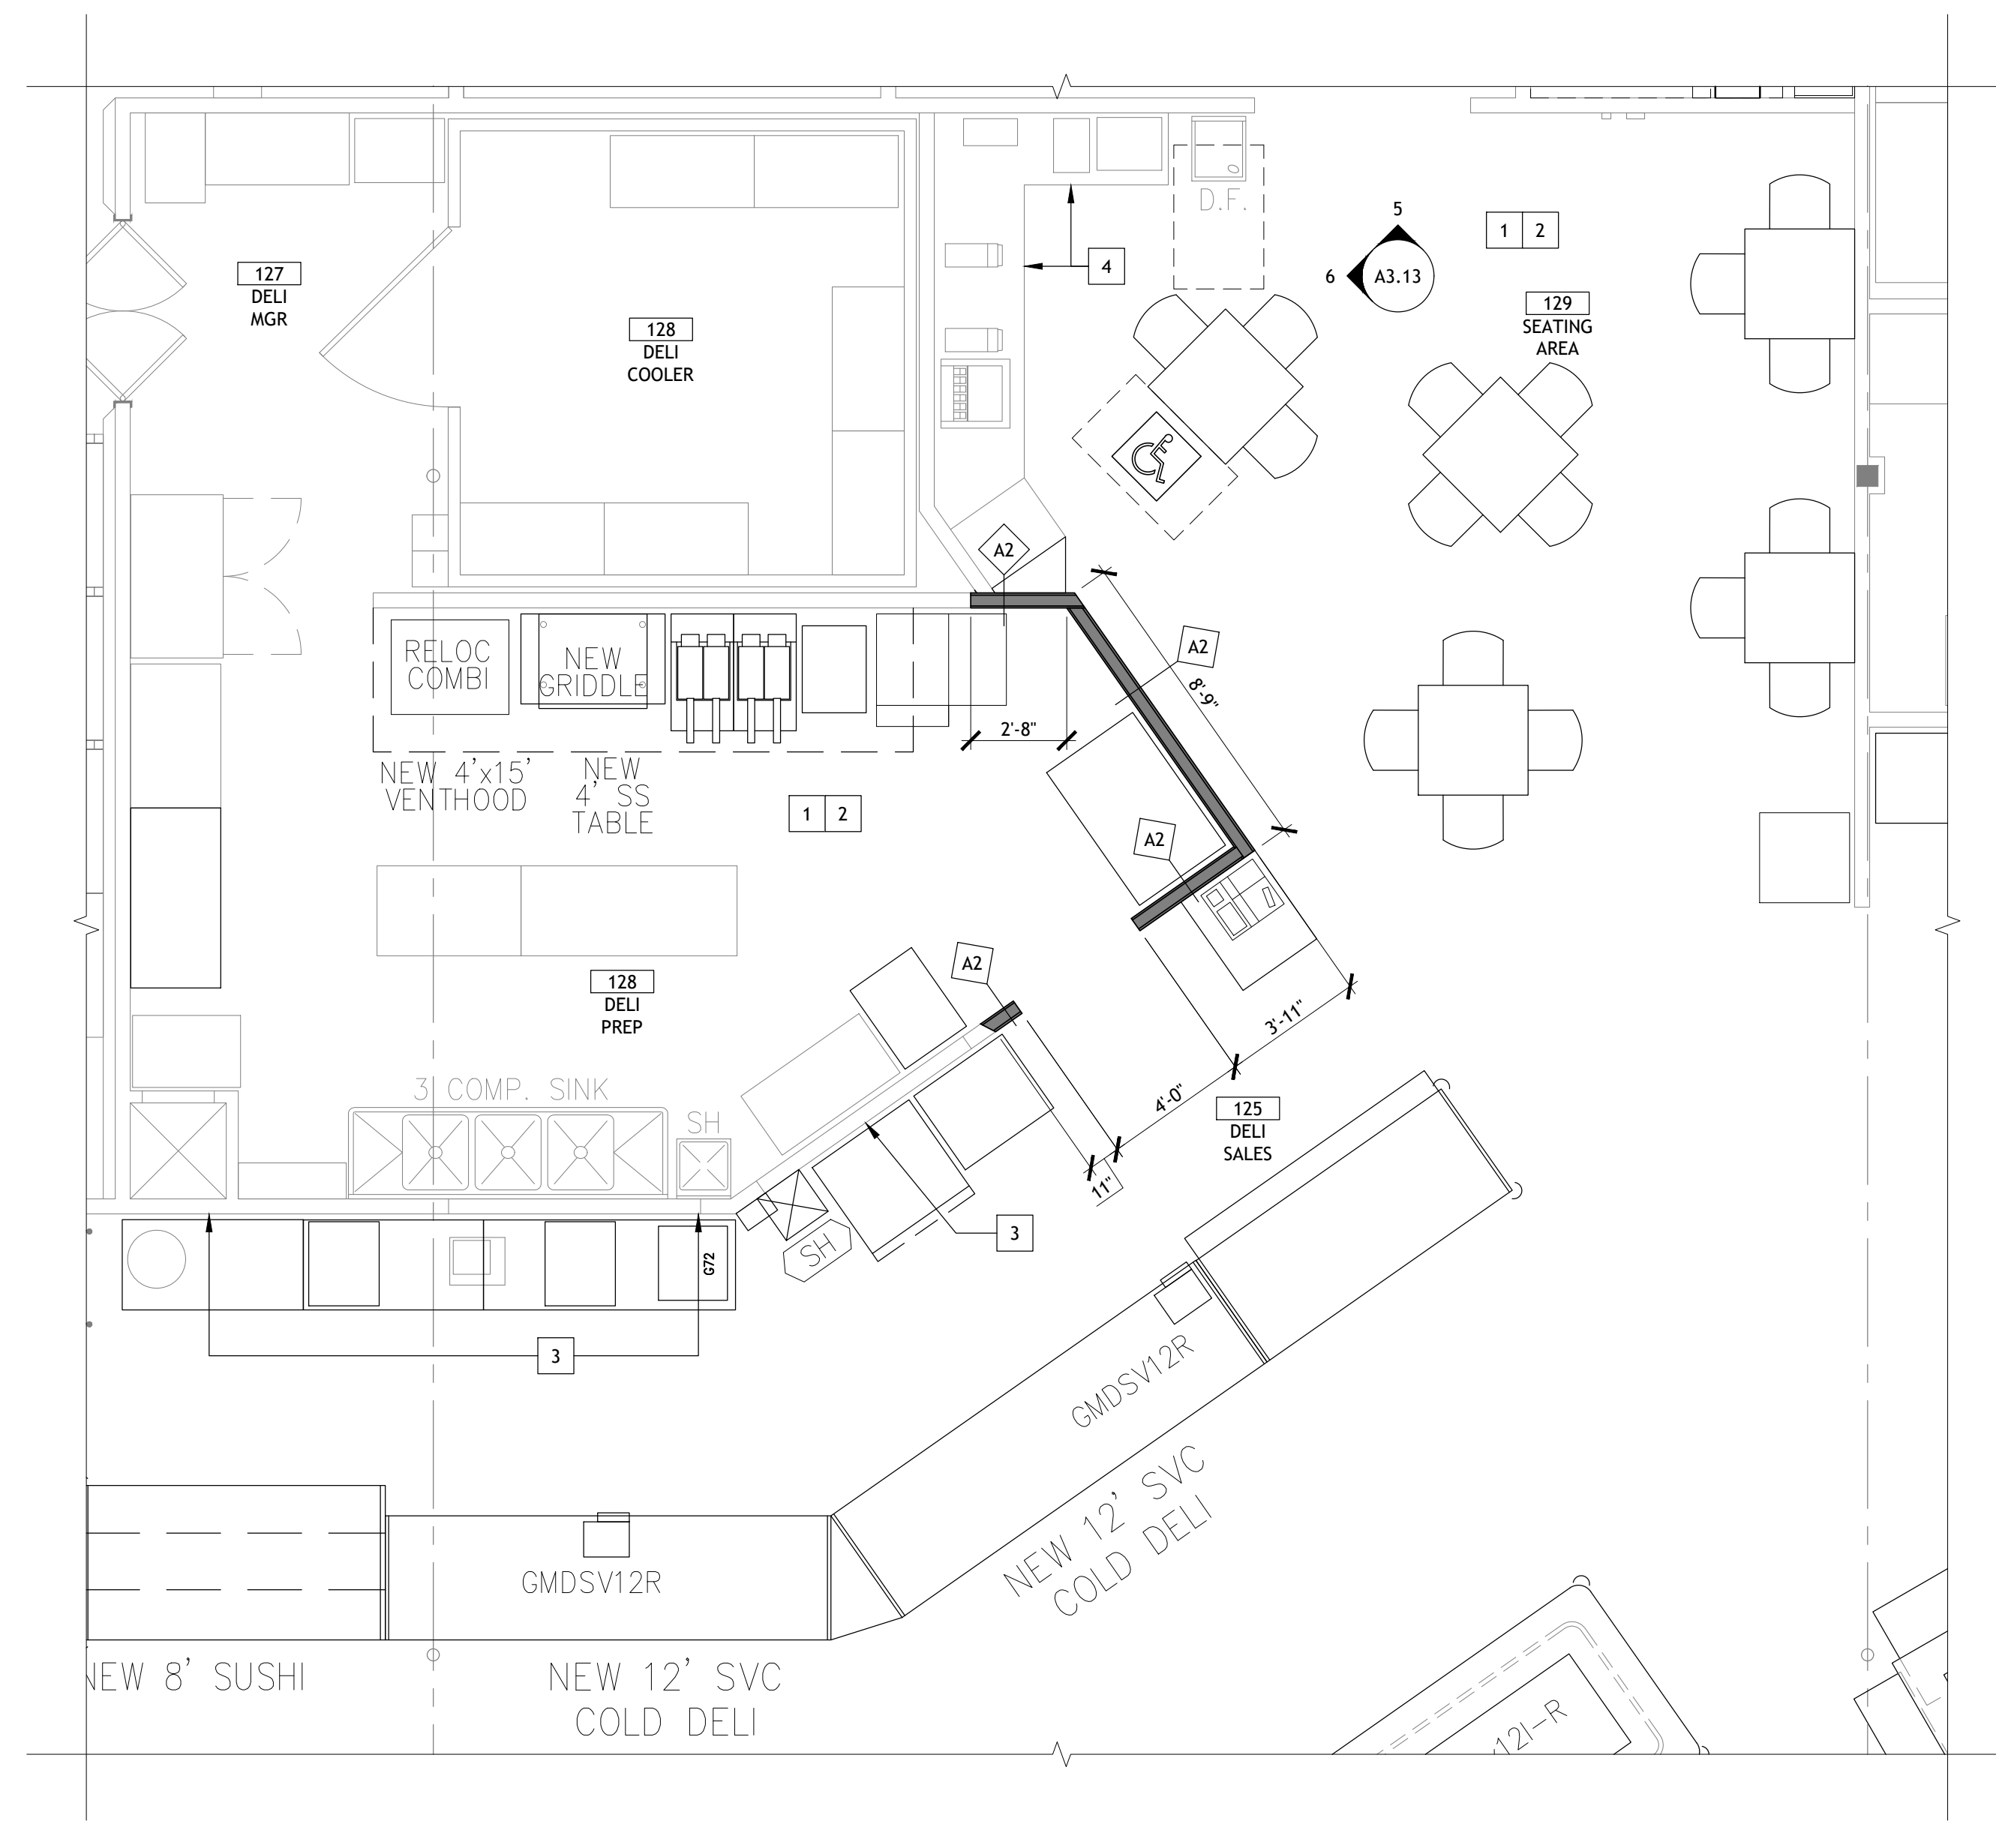 D.F.
5
6
A3.13
1
2
4
127
DELI
MGR
128
DELI
COOLER
129
SEATING
AREA
A2
RELOC
COMBI
NEW
GRIDDLE
A2
8'-9"
2'-8"
NEW 4'x15'
VENTHOOD
NEW
4' SS
TABLE
1
2
A2
A2
128
DELI
PREP
3'-11"
4'-0"
11"
125
DELI
SALES
3 COMP. SINK
SH
SH
3
G72
3
GMDSV12R
NEW 12' SVC
COLD DELI
GMDSV12R
NEW 8' SUSHI
NEW 12' SVC
COLD DELI
12I-R